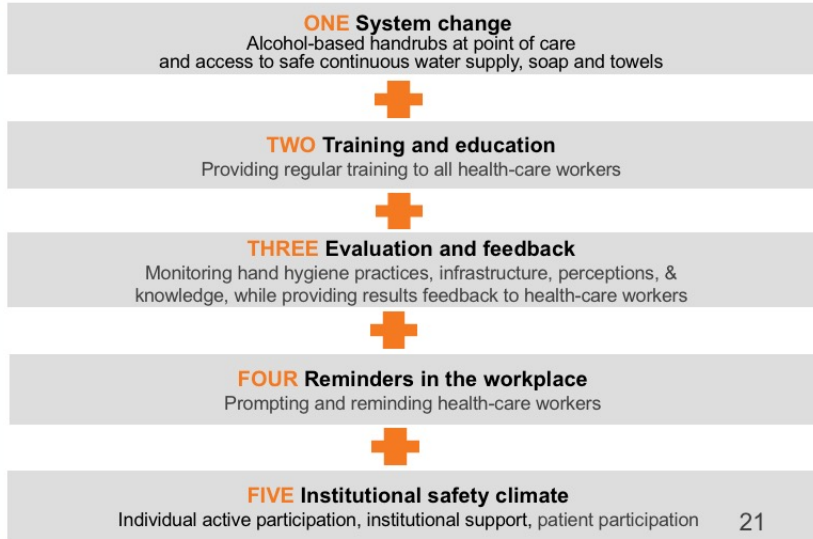 ONE System change
Alcohol-based handrubs at point of care
and access to safe continuous water supply, soap and towels
TWO Training and education
Providing regular training to all health-care workers
THREE Evaluation and feedback
Monitoring hand hygiene practices, infrastructure, perceptions, &
knowledge, while providing results feedback to health-care workers
FOUR Reminders in the workplace
Prompting and reminding health-care workers
FIVE Institutional safety climate
Individual active participation, institutional support, patient participation
21